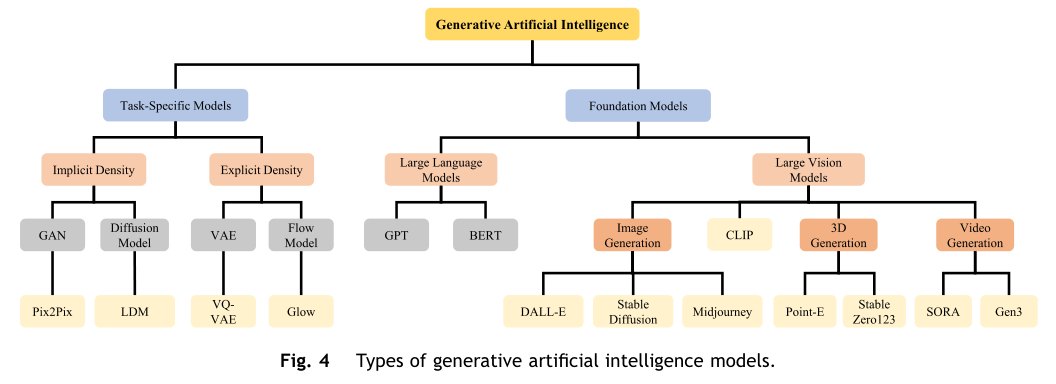 Generative Artificial Intelligence
Task-Specific Models
Foundation Models
Implicit Density
Explicit Density
Large Language
Models
Large Vision
Models
GAN
Diffusion
Model
VAE
Flow
Model
GPT
BERT
Image
Generation
CLIP
3D
Generation
Video
Generation
Pix2Pix
LDM
VQ-
VAE
Glow
DALL-E
Stable
Diffusion
Midjourney
Point-E
Stable
Zero123
SORA
Gen3
Fig. 4 Types of generative artificial intelligence models.